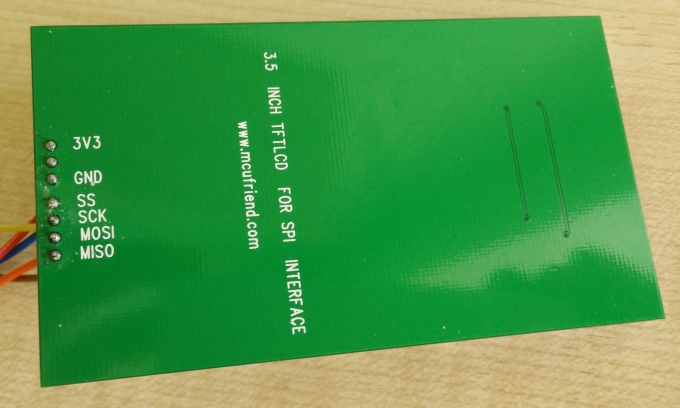 3V3
GND
SS
SCK
MOSI
MISO
3.5 INCH TFTLCD FOR SPI INTERFACE
www.mcufriend.com